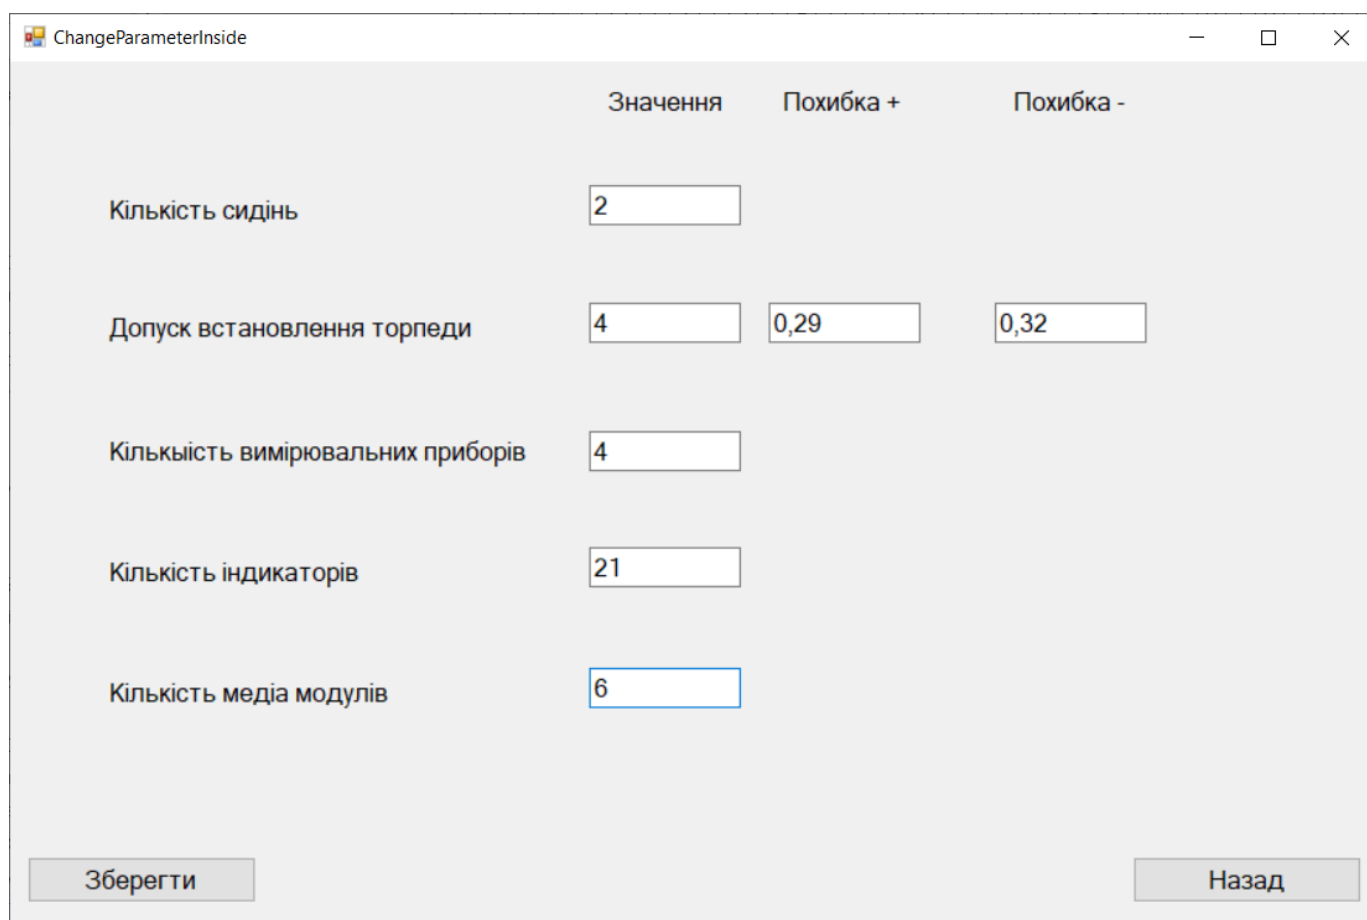 ChangeParameterInside
Значення Похибка + Похибка -
Кількість сидінь 2
Допуск встановлення торпеди 4 0,29 0,32
Кількыість вимірювальних приборів 4
Кількість індикаторів 21
Кількість медіа модулів 6
Зберегти Назад